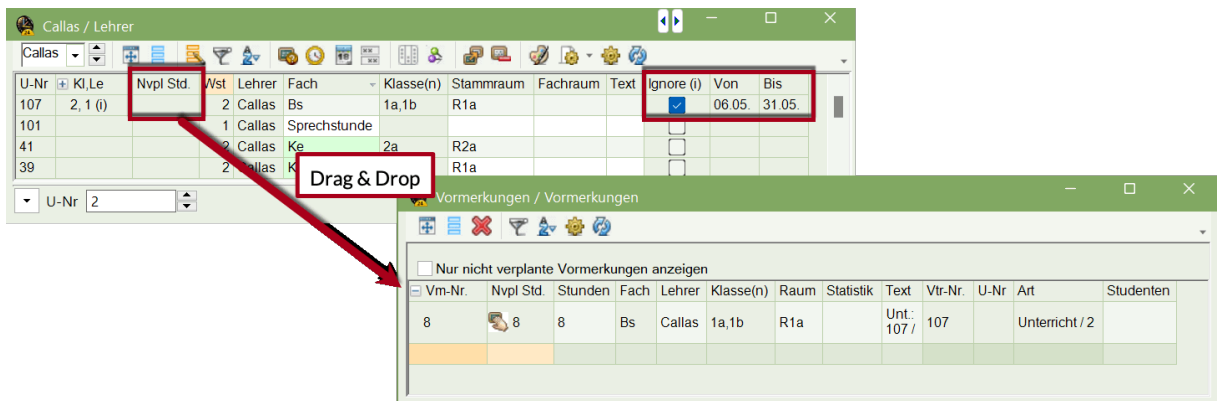 Callas / Lehrer
Callas
U-Nr Kl,Le Nvpl Std. Wst Lehrer Fach Klasse(n) Stammraum Fachraum Text Ignore (i) Von Bis
107 2, 1 (i) 2 Callas Bs 1a,1b R1a 06.05. 31.05.
101 1 Callas Sprechstunde
41 2 Callas Ke 2a R2a
39 2 Callas R1a
Drag & Drop
U-Nr 2
Vormerkungen / Vormerkungen
Nur nicht verplante Vormerkungen anzeigen
Vm-Nr. Nvpl Std. Stunden Fach Lehrer Klasse(n) Raum Statistik Text Vtr-Nr. U-Nr Art Studenten
8 8 8 Bs Callas 1a,1b R1a Unt.: 107 / 107 Unterricht / 2